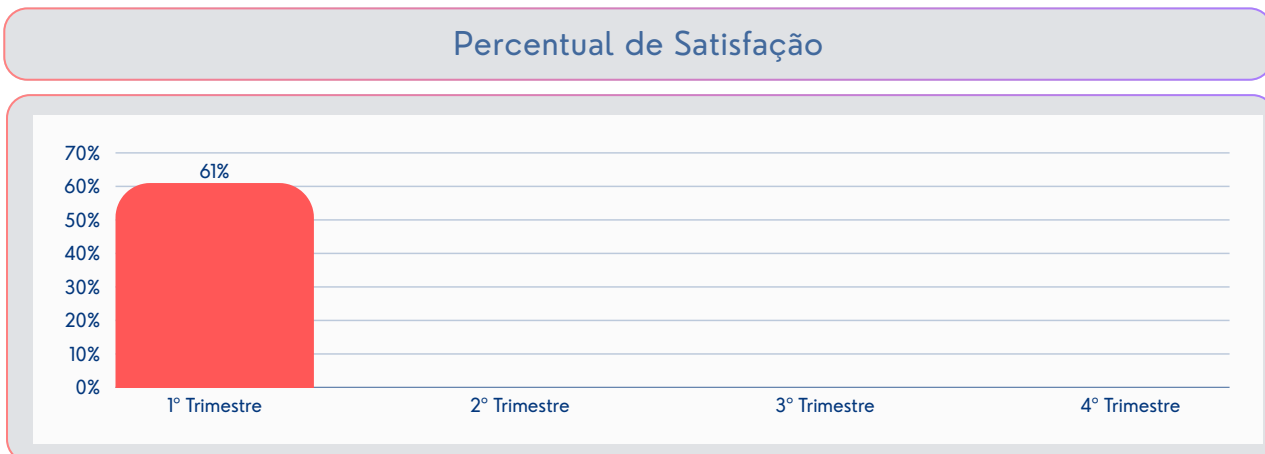 Percentual de Satisfação
70%
61%
60%
50%
40%
30%
20%
10%
0%
1º Trimestre
2º Trimestre
3º Trimestre
4º Trimestre